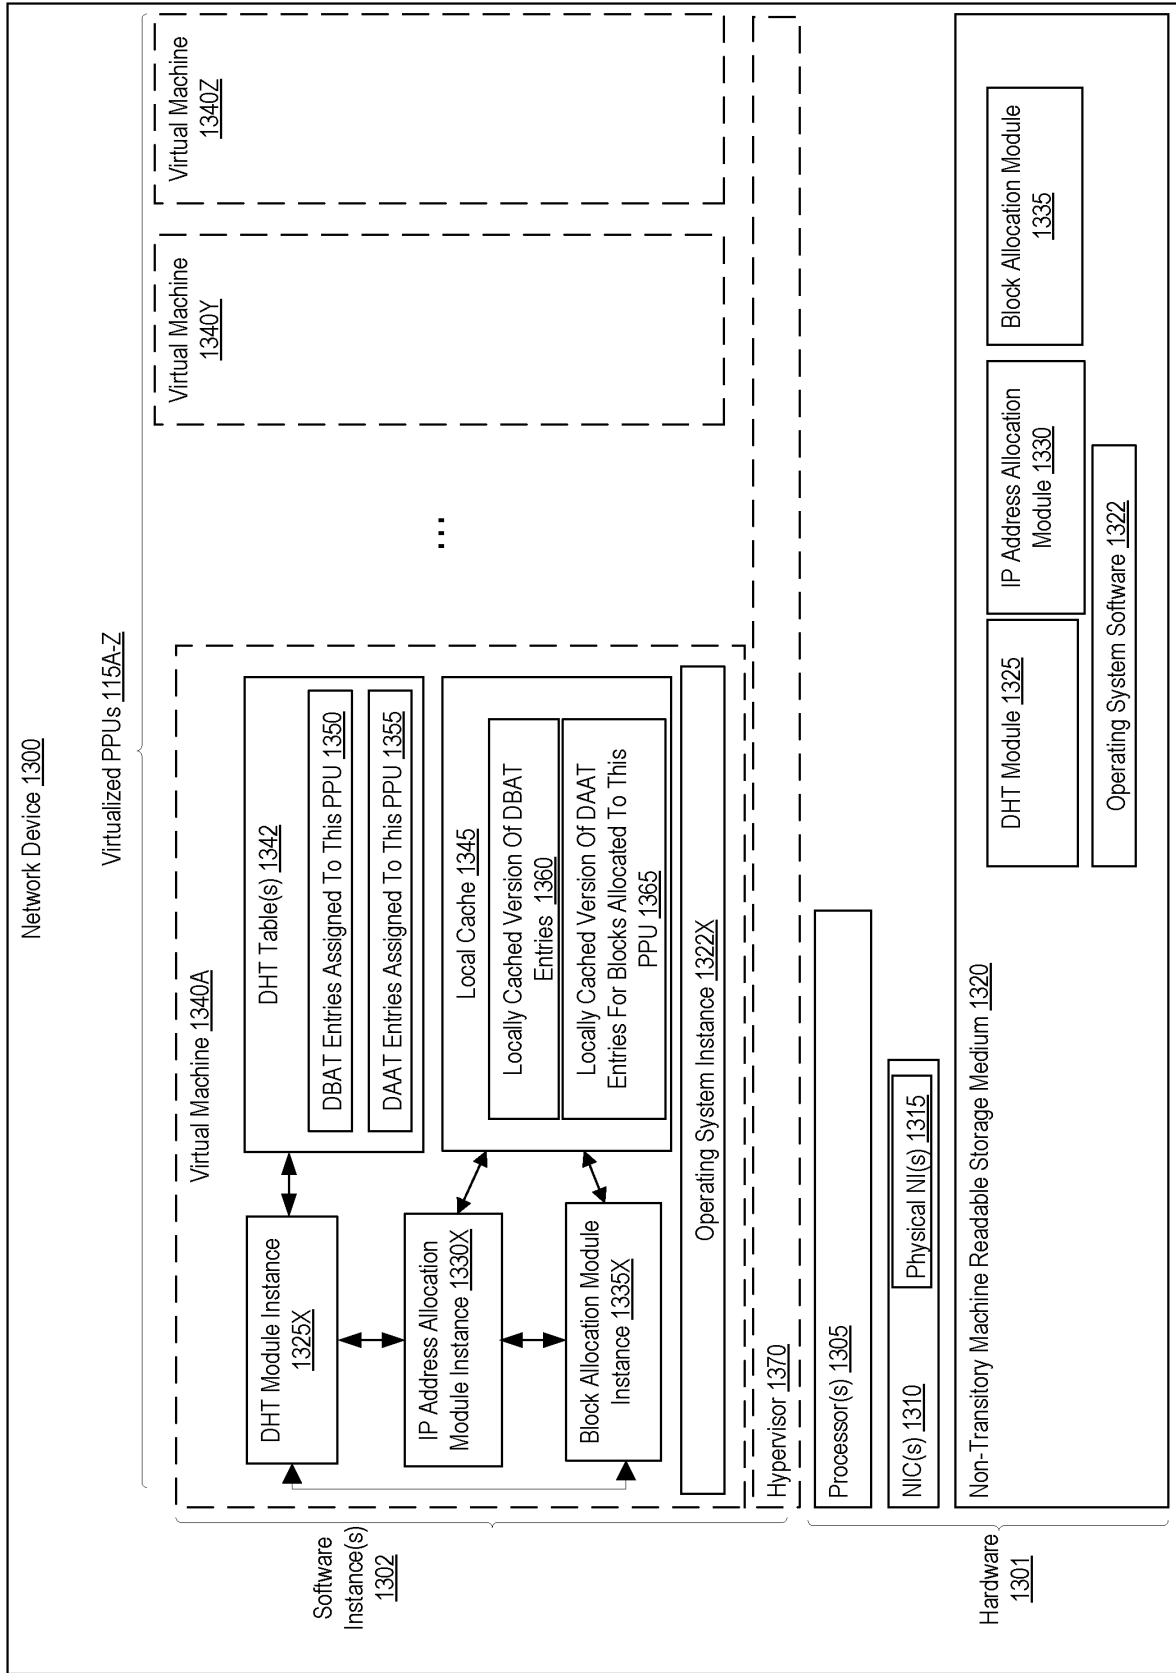 Network Device 1300
Virtualized PPUs 115A-Z
Software
Instance(s)
1302
Virtual Machine 1340A
DHT Module Instance
1325X
IP Address Allocation
Module Instance 1330X
Block Allocation Module
Instance 1335X
DHT Table(s) 1342
DBAT Entries Assigned To This PPU 1350
DAAT Entries Assigned To This PPU 1355
Local Cache 1345
Locally Cached Version Of DBAT
Entries 1360
Locally Cached Version Of DAAT
Entries For Blocks Allocated To This
PPU 1365
Operating System Instance 1322X
...
Virtual Machine
1340Y
Virtual Machine
1340Z
Hypervisor 1370
Hardware
1301
Processor(s) 1305
NIC(s) 1310
Physical NI(s) 1315
Non-Transitory Machine Readable Storage Medium 1320
DHT Module 1325
IP Address Allocation
Module 1330
Block Allocation Module
1335
Operating System Software 1322